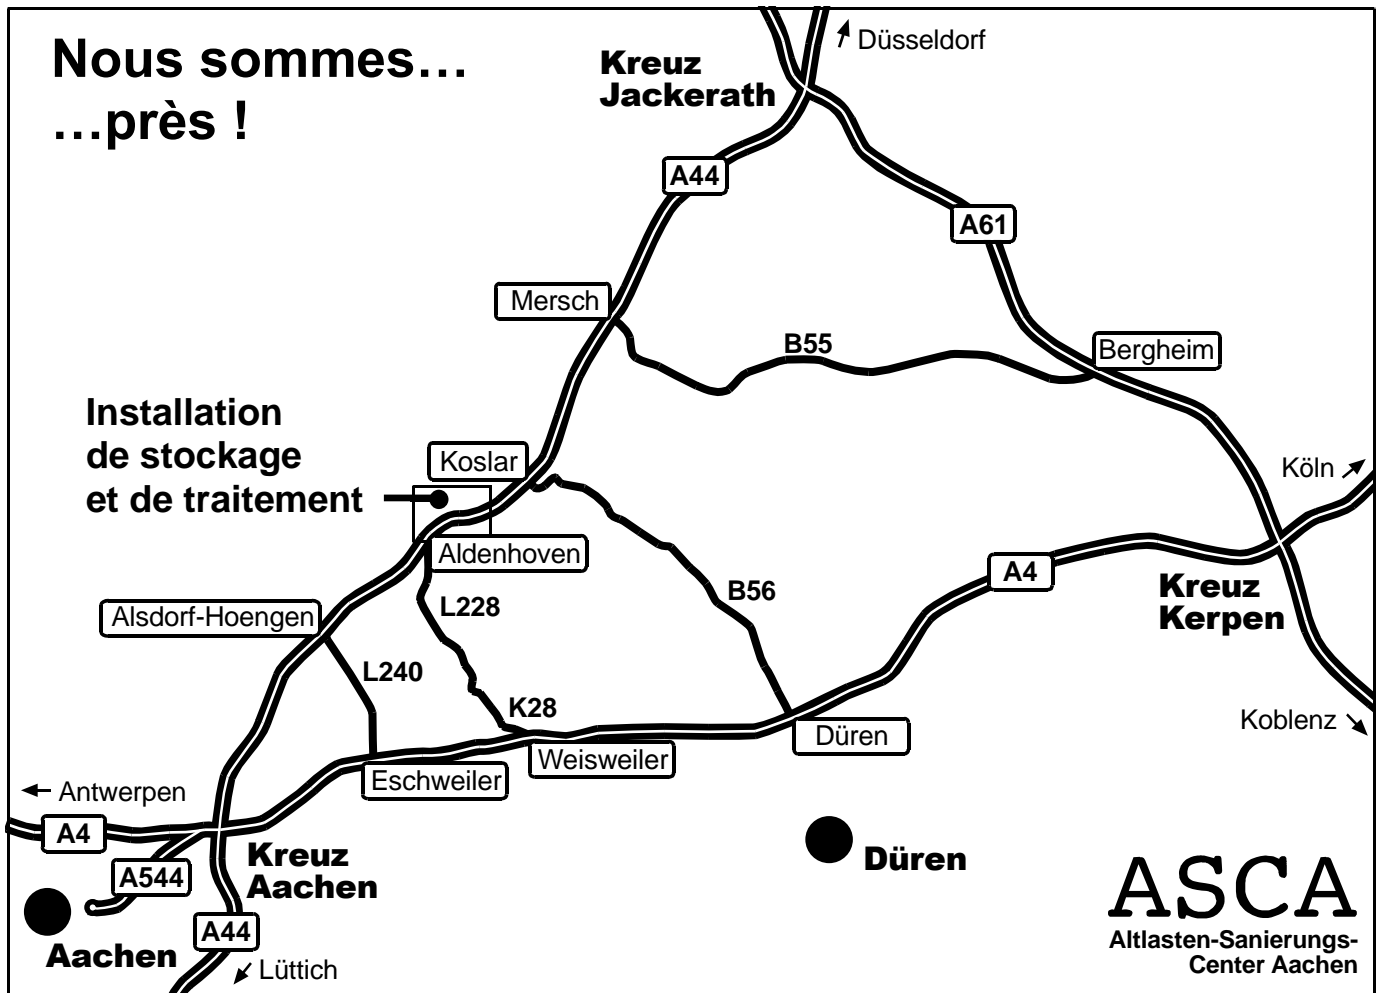 Nous sommes…
…près !
Düsseldorf
Kreuz
Jackerath
A44
A61
Mersch
B55
Bergheim
Installation
de stockage
et de traitement
Koslar
Köln
Aldenhoven
A4
B56
Kreuz
Kerpen
L228
Alsdorf-Hoengen
L240
K28
Koblenz
Düren
Weisweiler
Eschweiler
Antwerpen
A4
Kreuz
Aachen
Düren
A544
A44
Aachen
Lüttich
ASCA
Altlasten-Sanierungs-
Center Aachen